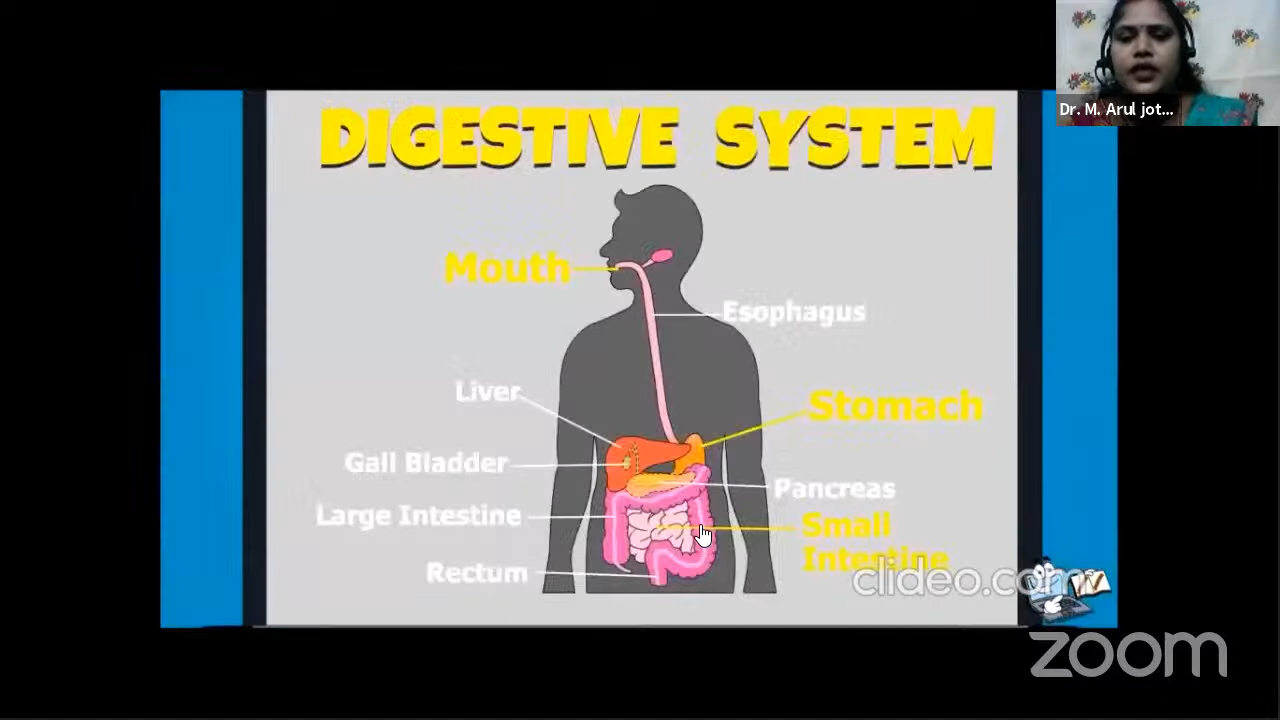 Dr. M. Arul jot...
DIGESTIVE SYSTEM
Mouth
Esophagus
Liver
Stomach
Gall Bladder
Pancreas
Large Intestine
Small
Intestine
Rectum
clideo.com
zoom